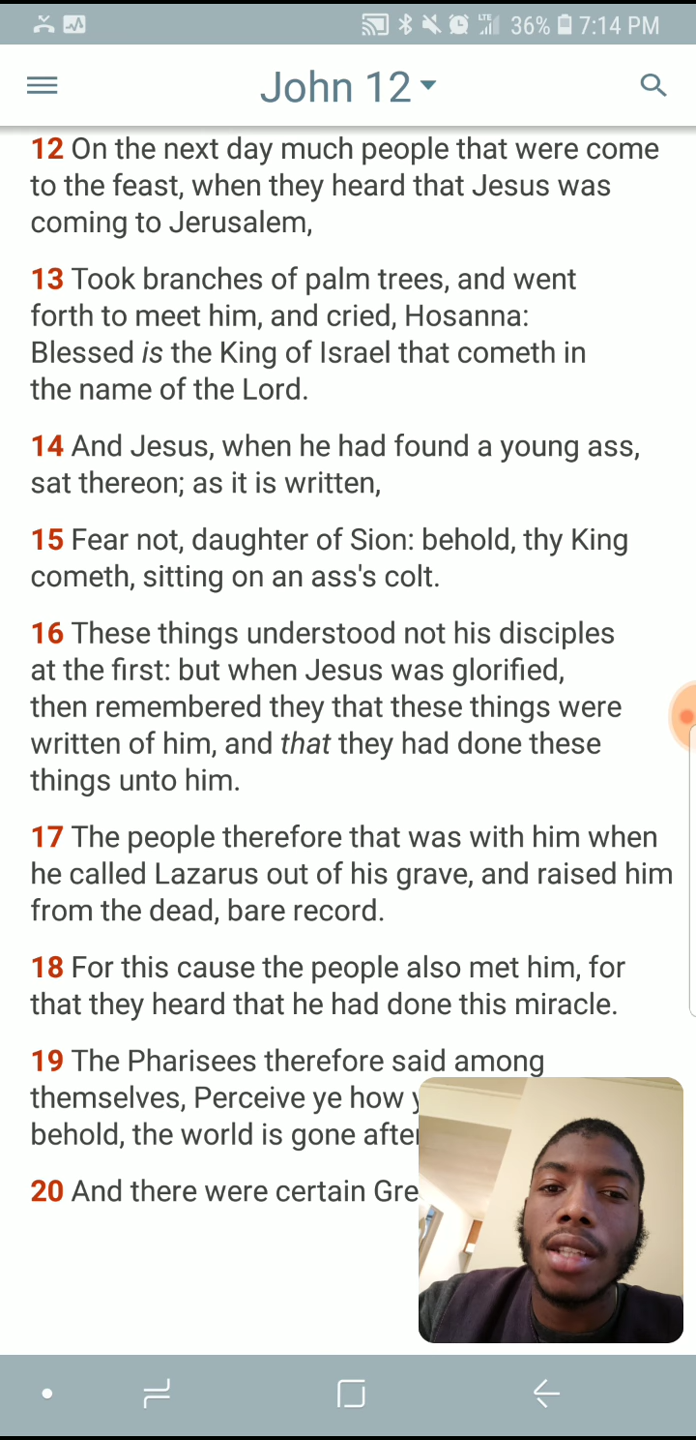 LTE 36% 7:14 PM
John 12
12 On the next day much people that were come
to the feast, when they heard that Jesus was
coming to Jerusalem,
13 Took branches of palm trees, and went
forth to meet him, and cried, Hosanna:
Blessed is the King of Israel that cometh in
the name of the Lord.
14 And Jesus, when he had found a young ass,
sat thereon; as it is written,
15 Fear not, daughter of Sion: behold, thy King
cometh, sitting on an ass's colt.
16 These things understood not his disciples
at the first: but when Jesus was glorified,
then remembered they that these things were
written of him, and that they had done these
things unto him.
17 The people therefore that was with him when
he called Lazarus out of his grave, and raised him
from the dead, bare record.
18 For this cause the people also met him, for
that they heard that he had done this miracle.
19 The Pharisees therefore said among
themselves, Perceive ye how
behold, the world is gone after
20 And there were certain